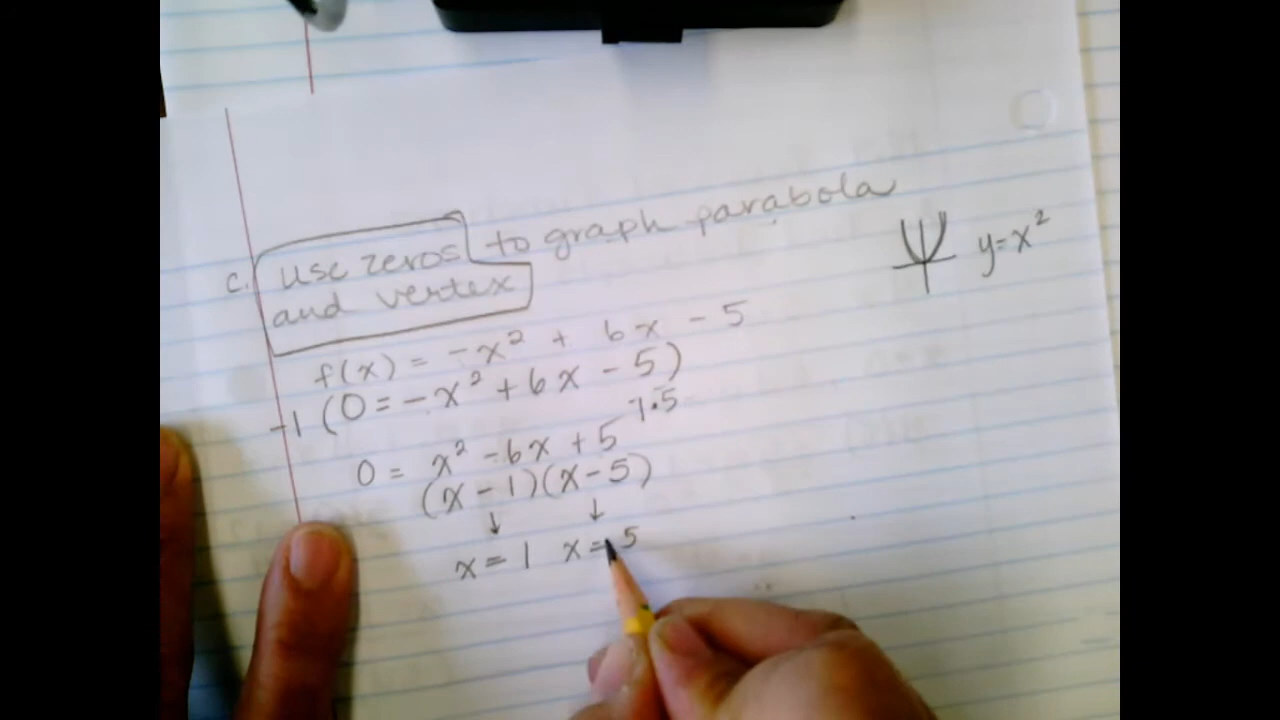 c. use zeros to graph parabola
and vertex
y=x²
f(x) = -x² + 6x - 5
-1 (0 = -x² + 6x - 5)
1·5
0 = x² - 6x + 5
(x - 1)(x - 5)
↓ ↓
x = 1 x = 5